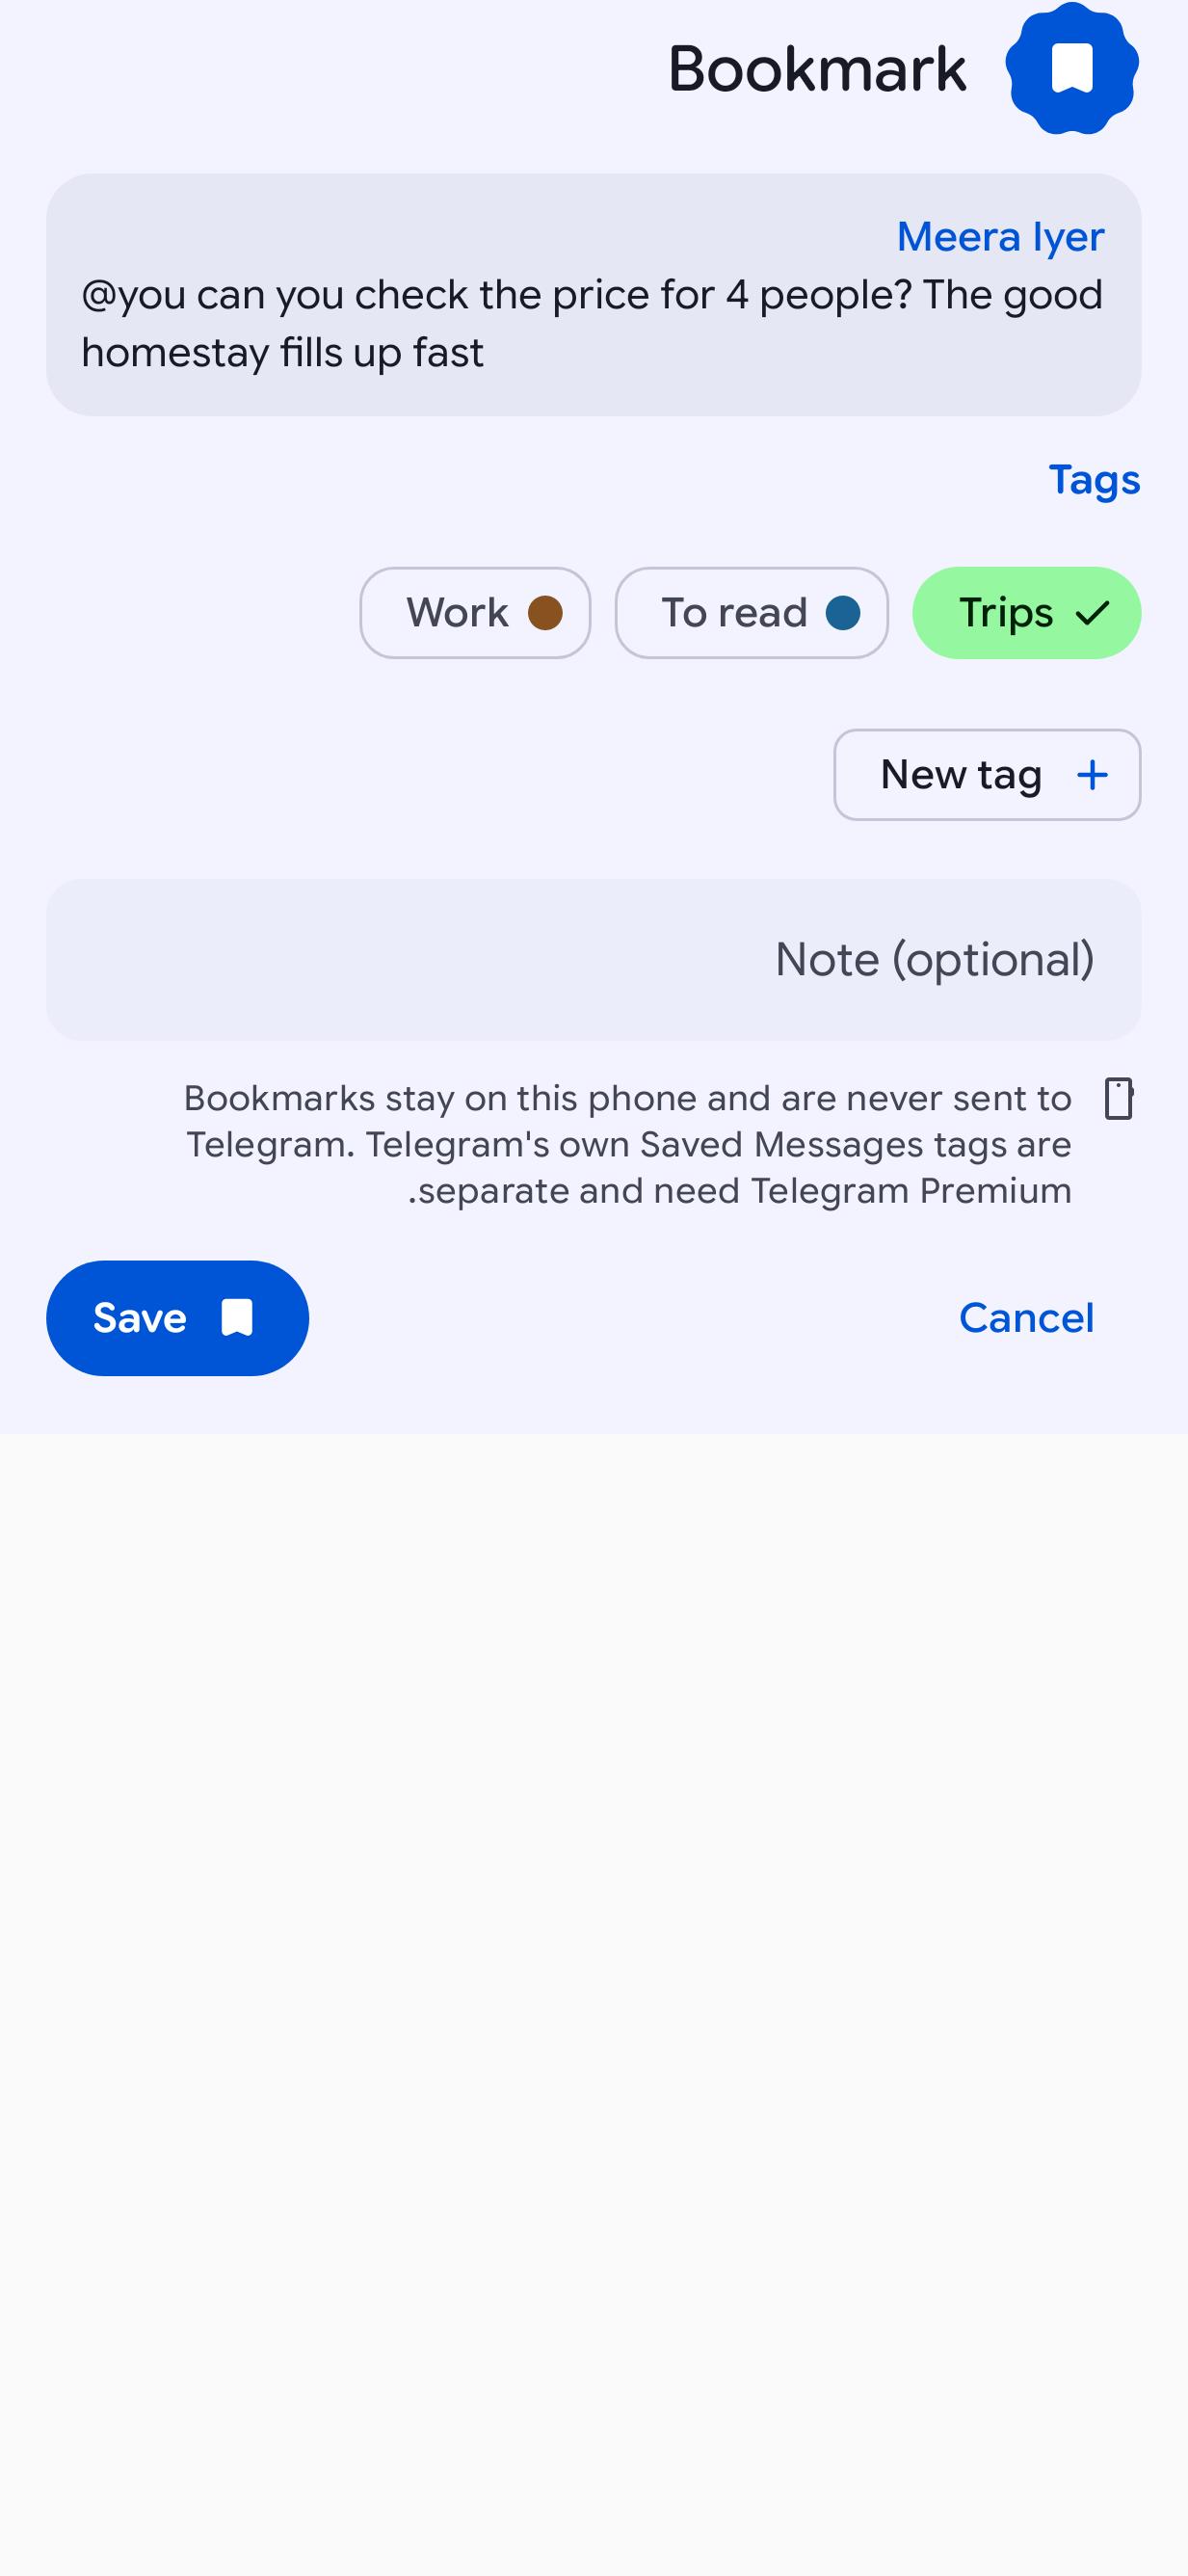 Bookmark
Meera Iyer
@you can you check the price for 4 people? The good
homestay fills up fast
Tags
Trips
To read
Work
New tag
Note (optional)
Bookmarks stay on this phone and are never sent to
Telegram. Telegram's own Saved Messages tags are
.separate and need Telegram Premium
Cancel
Save